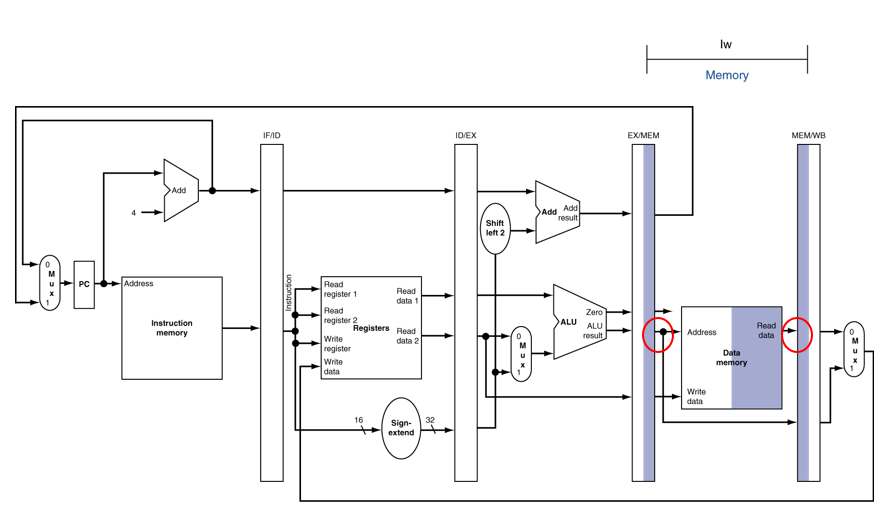 lw
Memory
IF/ID
ID/EX
EX/MEM
MEM/WB
Add
4
Shift
left 2
Add
Add
result
0
M
u
x
1
PC
Address
Instruction
memory
Instruction
Read
register 1
Read
register 2
Write
register
Write
data
Registers
Read
data 1
Read
data 2
0
M
u
x
1
Zero
ALU
ALU
result
Address
Read
data
Data
memory
Write
data
0
M
u
x
1
16
Sign-
extend
32